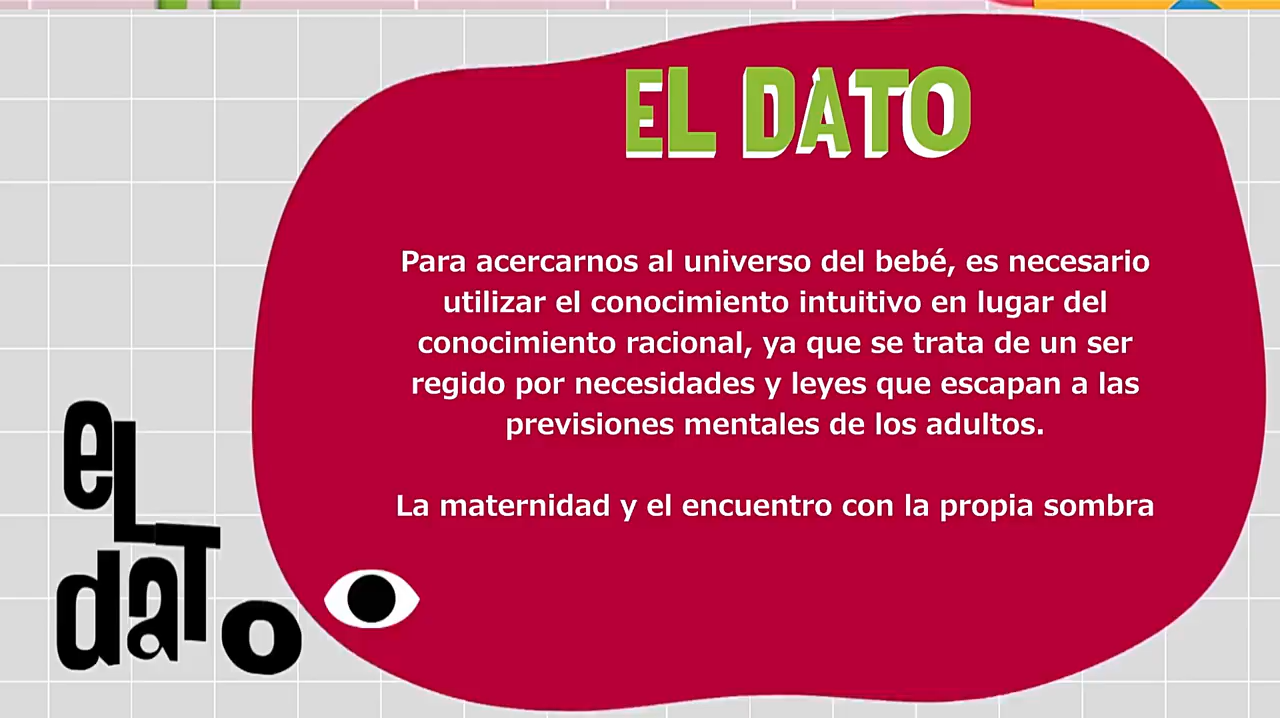 EL DATO
Para acercarnos al universo del bebé, es necesario
utilizar el conocimiento intuitivo en lugar del
conocimiento racional, ya que se trata de un ser
regido por necesidades y leyes que escapan a las
previsiones mentales de los adultos.
La maternidad y el encuentro con la propia sombra
eL
daTo